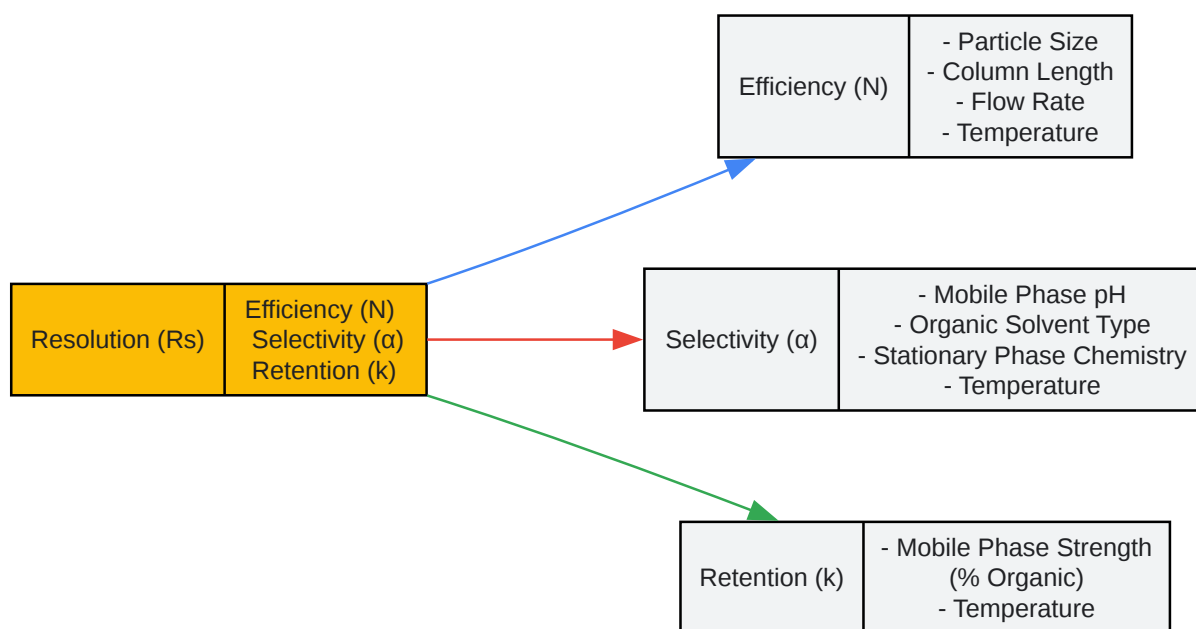 Resolution (Rs)
Efficiency (N)
Selectivity (α)
Retention (k)
Efficiency (N)
- Particle Size
- Column Length
- Flow Rate
- Temperature
Selectivity (α)
- Mobile Phase pH
- Organic Solvent Type
- Stationary Phase Chemistry
- Temperature
Retention (k)
- Mobile Phase Strength
(% Organic)
- Temperature